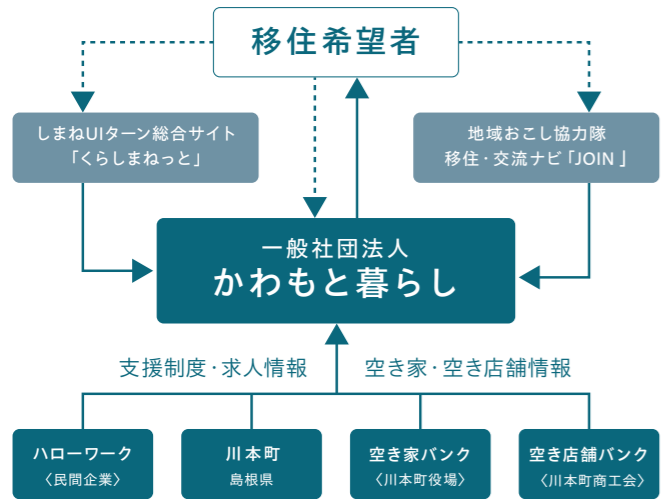 移住希望者
しまねUIターン総合サイト
「くらしまねっと」
地域おこし協力隊
移住・交流ナビ「JOIN 」
一般社団法人
かわもと暮らし
支援制度・求人情報
空き家・空き店舗情報
ハローワーク
〈民間企業〉
川本町
島根県
空き家バンク
〈川本町役場〉
空き店舗バンク
〈川本町商工会〉